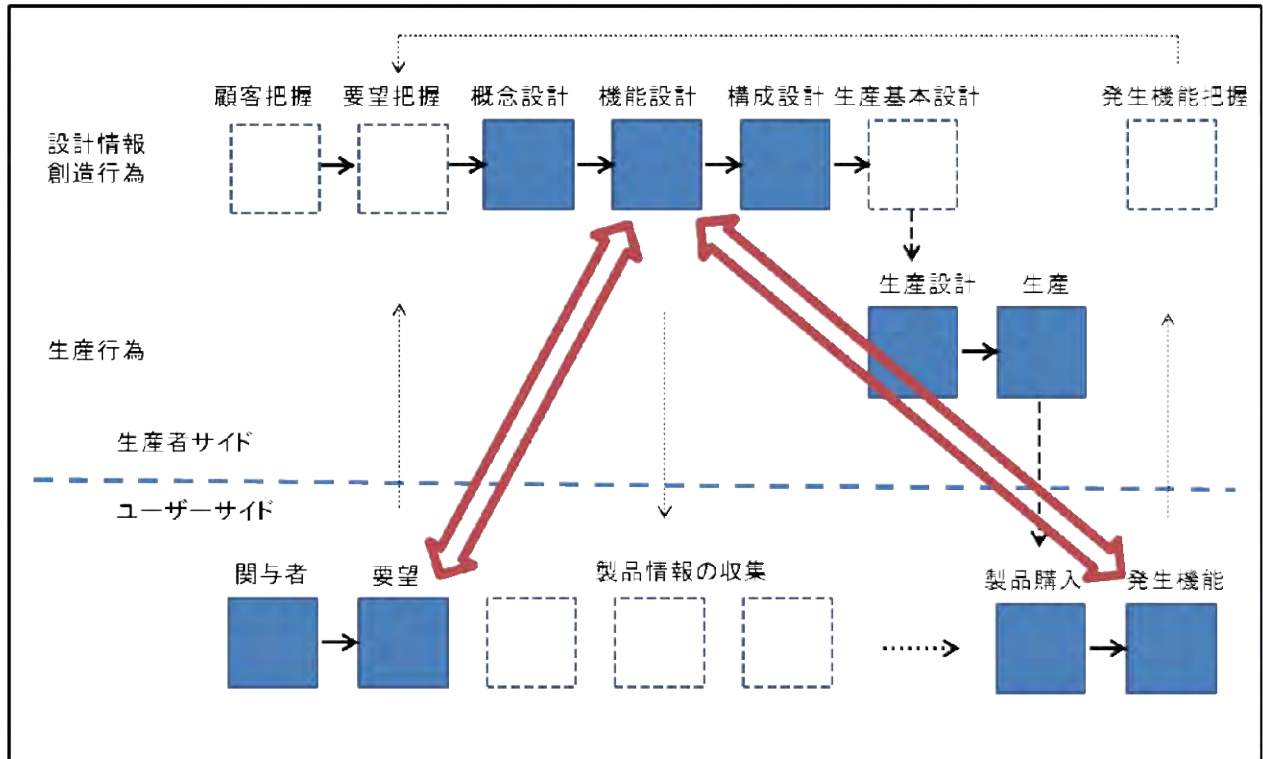 顧客把握 要望把握 概念設計 機能設計 構成設計 生産基本設計 発生機能把握
設計情報
創造行為
生産設計 生産
生産行為
生産者サイド
ユーザーサイド
関与者 要望 製品情報の収集 製品購入 発生機能